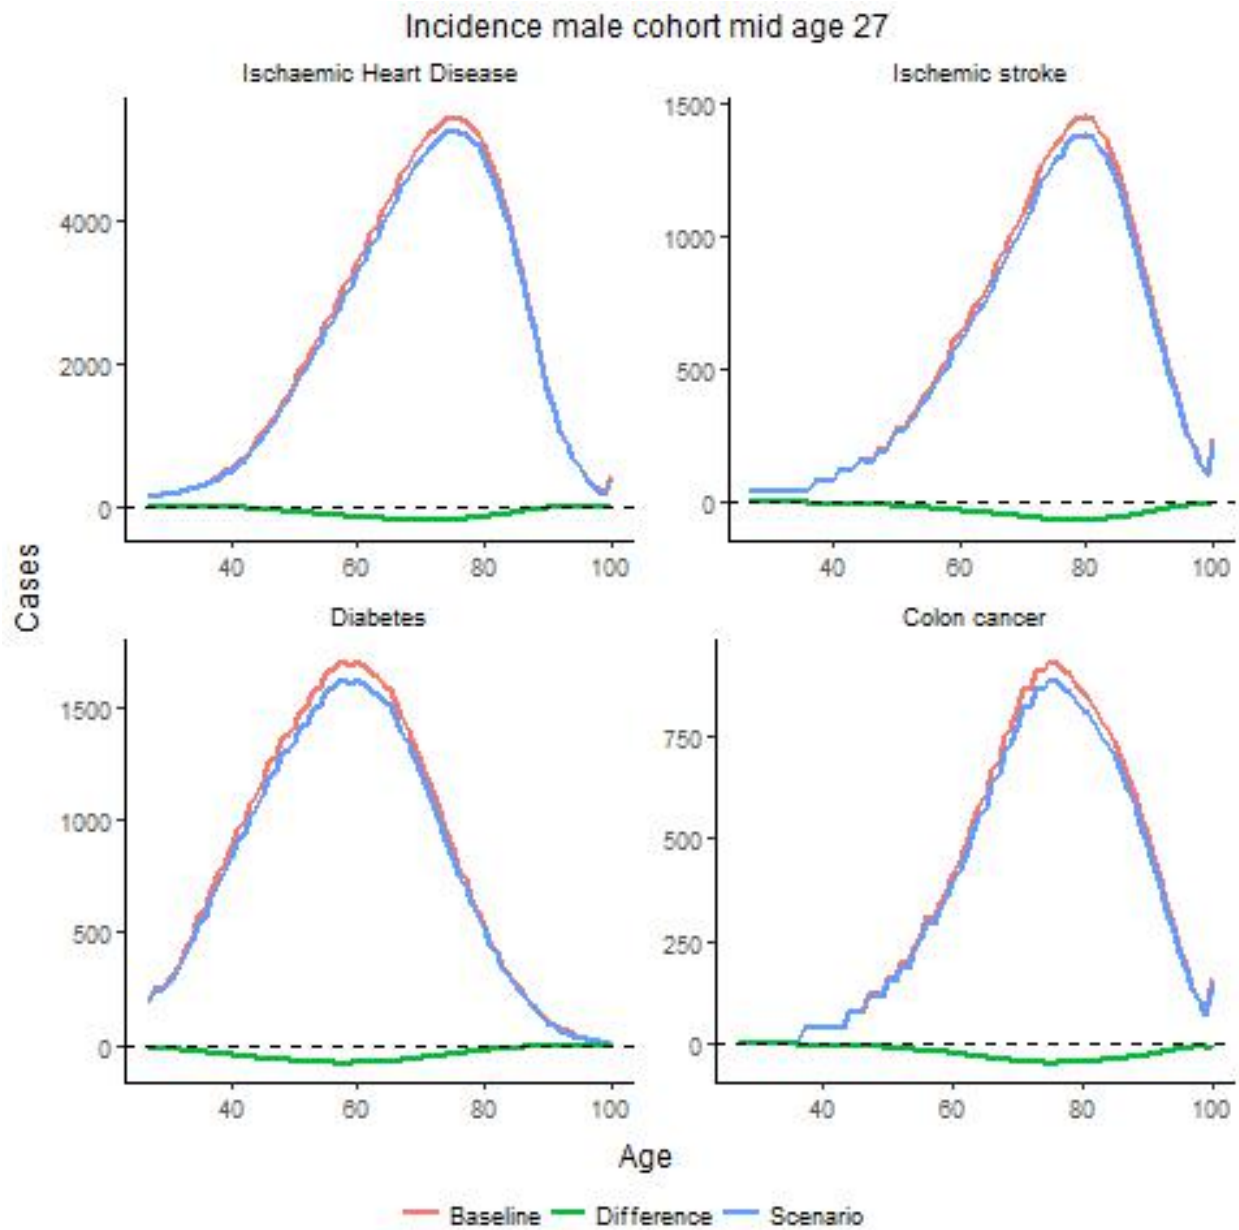 Incidence male cohort mid age 27
Ischaemic Heart Disease
Ischemic stroke
4000
2000
0
40 60 80 100
1500
1000
500
0
40 60 80 100
Cases
Diabetes
Colon cancer
1500
1000
500
0
40 60 80 100
750
500
250
0
40 60 80 100
Age
Baseline Difference Scenario